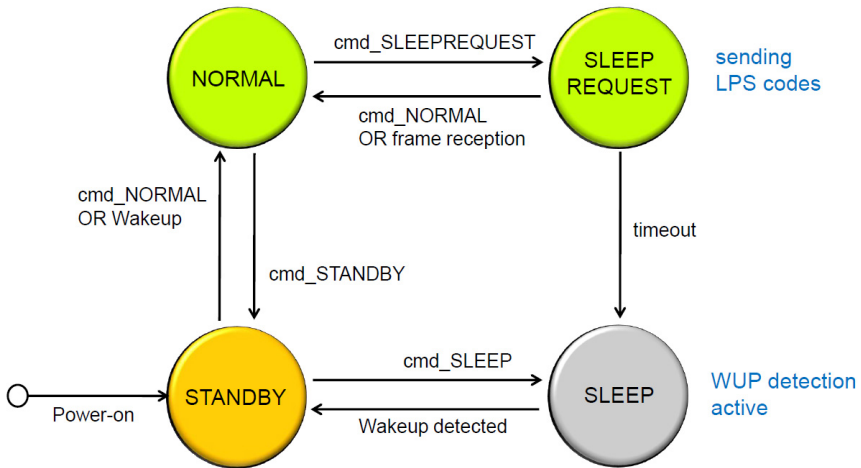 cmd_SLEEPREQUEST
NORMAL
SLEEP
REQUEST
sending
LPS codes
cmd_NORMAL
OR frame reception
cmd_NORMAL
OR Wakeup
timeout
cmd_STANDBY
cmd_SLEEP
Power-on
STANDBY
SLEEP
WUP detection
active
Wakeup detected